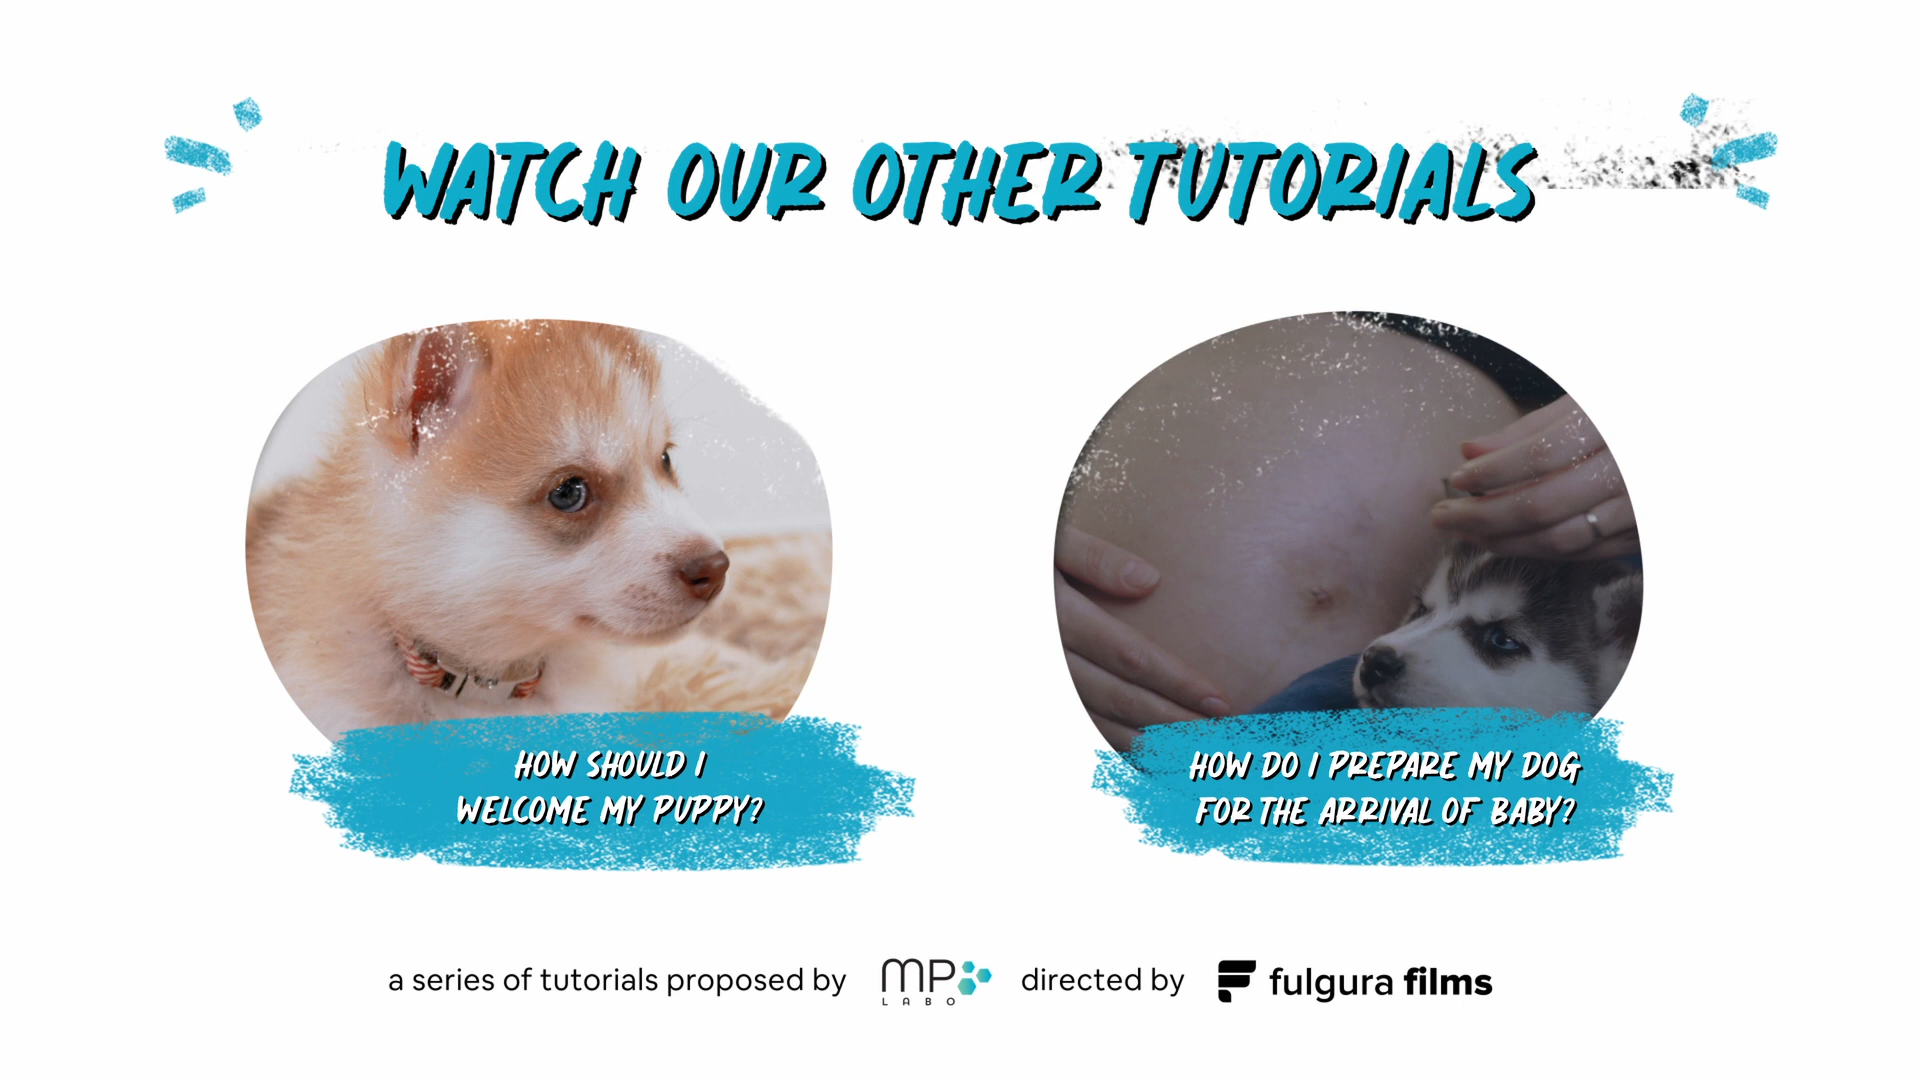 WATCH OUR OTHER TUTORIALS
HOW SHOULD I
WELCOME MY PUPPY?
HOW DO I PREPARE MY DOG
FOR THE ARRIVAL OF BABY?
a series of tutorials proposed by MP LABO directed by fulgura films